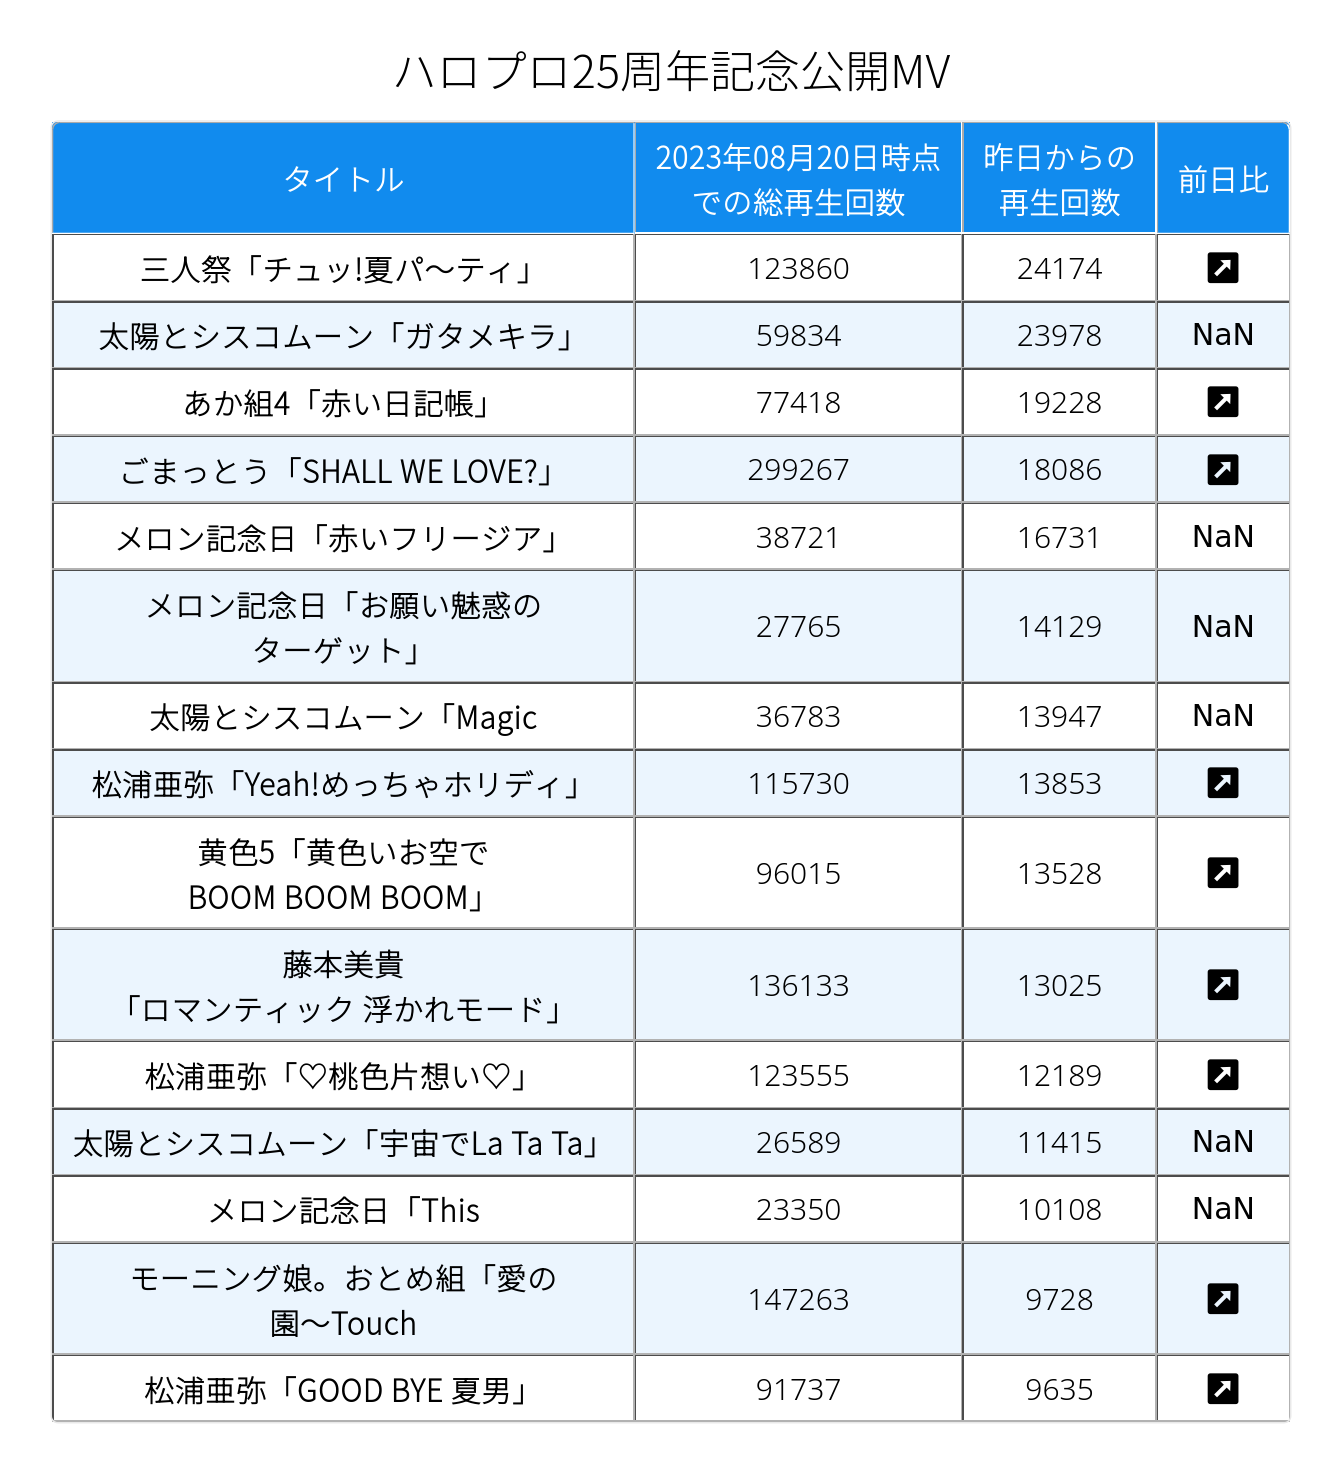 ハロプロ25周年記念公開MV
タイトル
2023年08月20日時点
での総再生回数
昨日からの
再生回数
前日比
三人祭「チュッ!夏パ〜ティ」 123860 24174
太陽とシスコムーン「ガタメキラ」 59834 23978 NaN
あか組4「赤い日記帳」 77418 19228
ごまっとう「SHALL WE LOVE?」 299267 18086
メロン記念日「赤いフリージア」 38721 16731 NaN
メロン記念日「お願い魅惑の
ターゲット」 27765 14129 NaN
太陽とシスコムーン「Magic 36783 13947 NaN
松浦亜弥「Yeah!めっちゃホリディ」 115730 13853
黄色5「黄色いお空で
BOOM BOOM BOOM」 96015 13528
藤本美貴
「ロマンティック 浮かれモード」 136133 13025
松浦亜弥「♡桃色片想い♡」 123555 12189
太陽とシスコムーン「宇宙でLa Ta Ta」 26589 11415 NaN
メロン記念日「This 23350 10108 NaN
モーニング娘。おとめ組「愛の
園〜Touch 147263 9728
松浦亜弥「GOOD BYE 夏男」 91737 9635